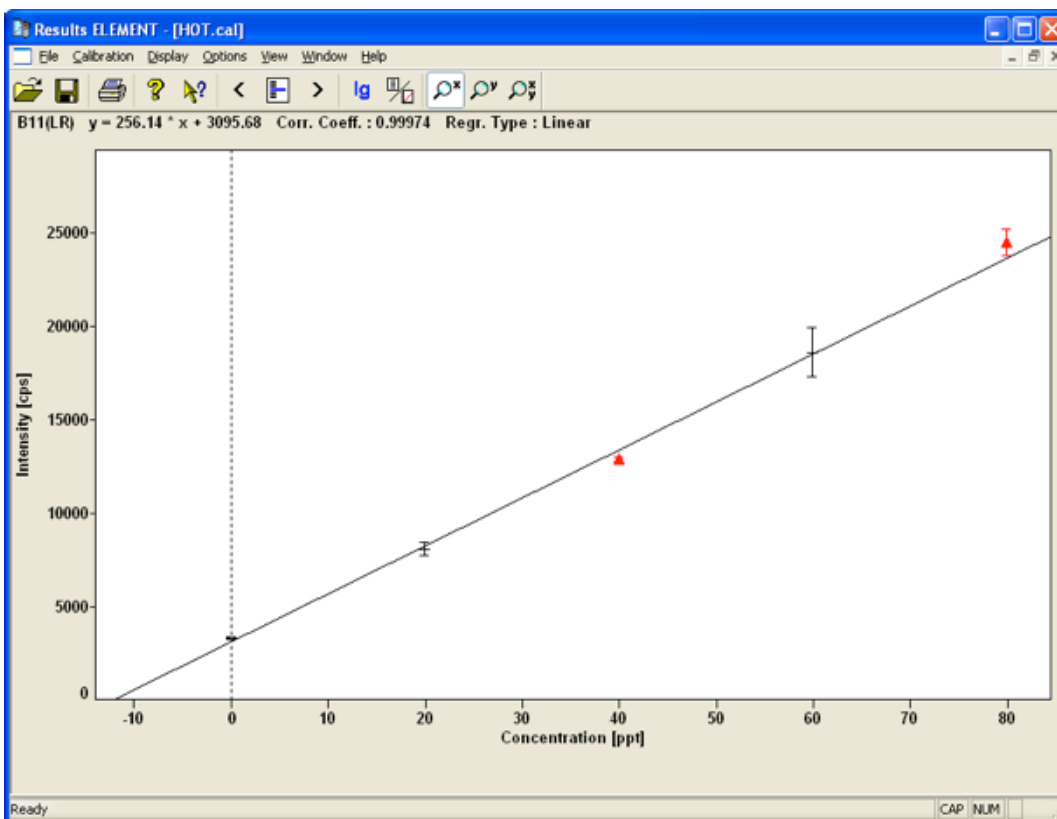 Results ELEMENT - [HOT.cal]
File Calibration Display Options View Window Help
? ? < > lg x y x y
B11(LR) y = 256.14 * x + 3095.68 Corr. Coeff. : 0.99974 Regr. Type : Linear
25000
20000
15000
10000
5000
0
Intensity [cps]
-10 0 10 20 30 40 50 60 70 80
Concentration [ppt]
Ready CAP NUM